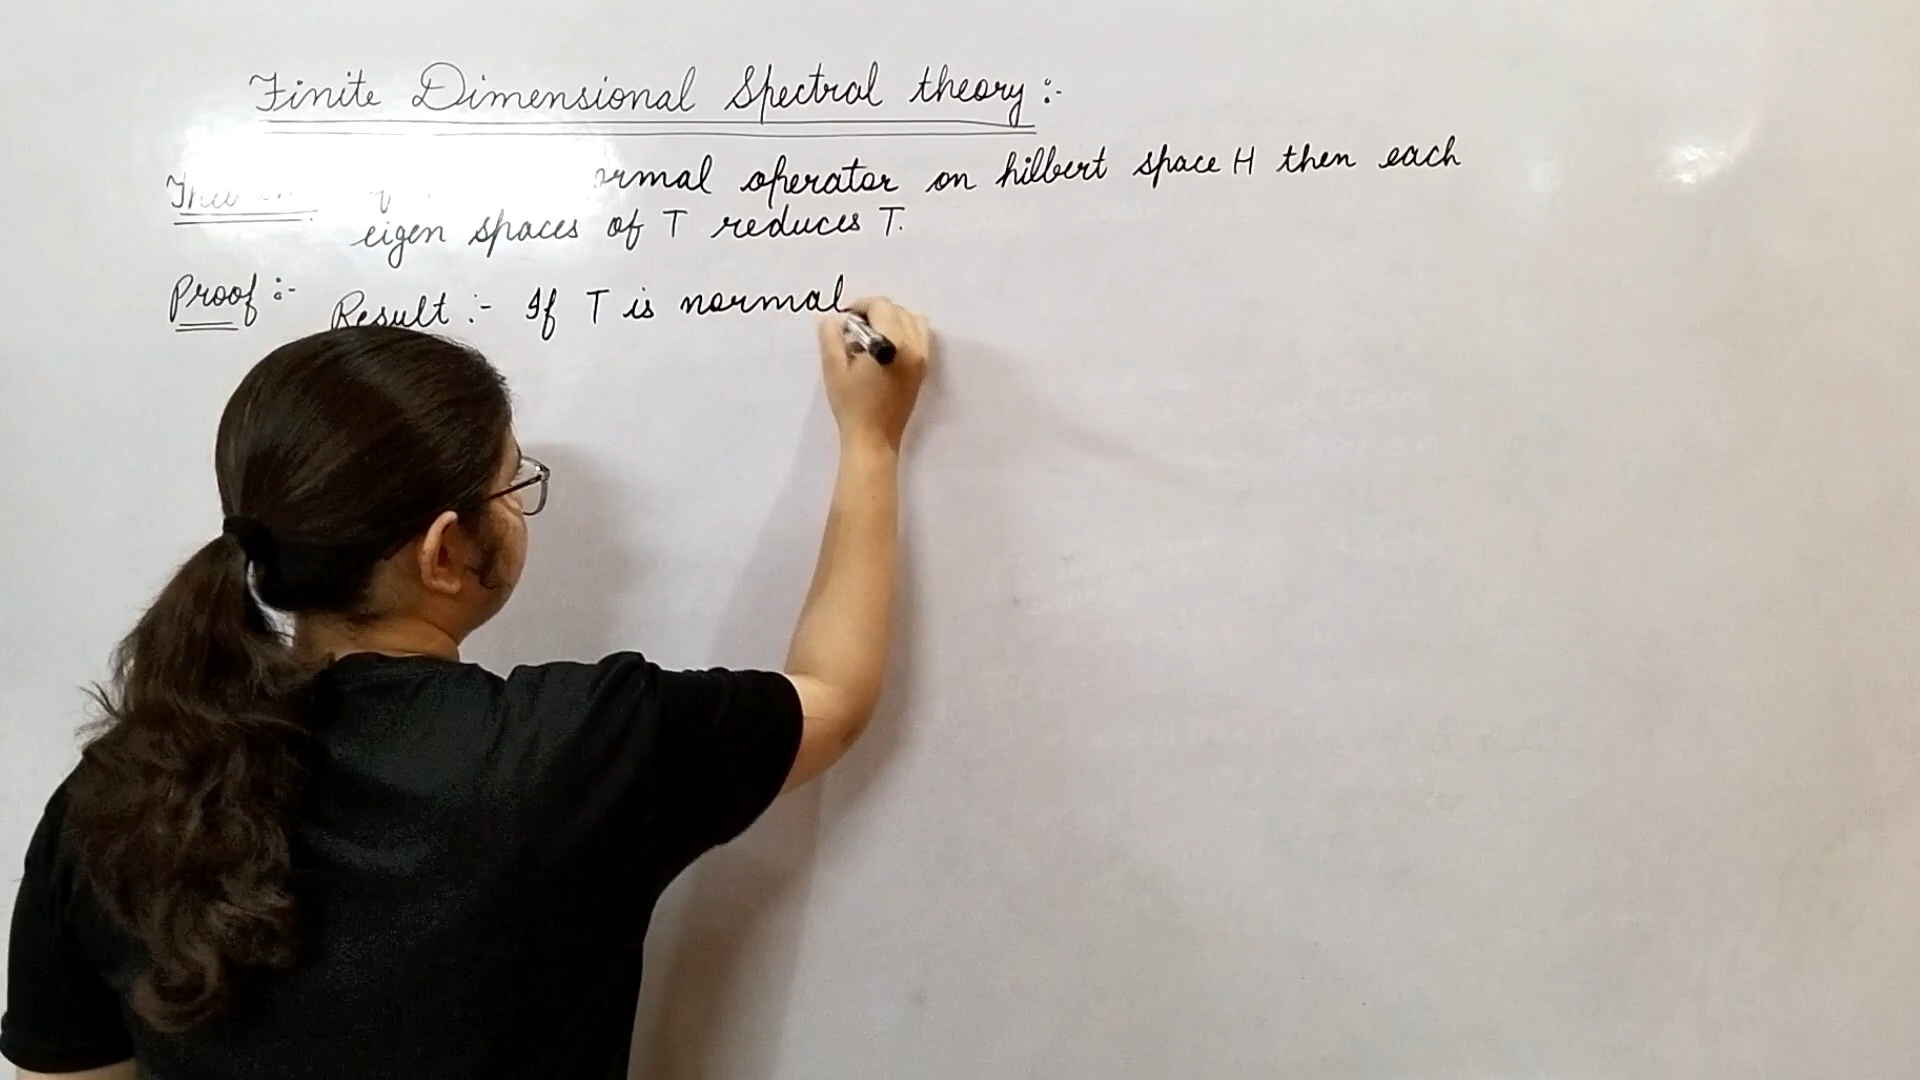 Finite Dimensional Spectral theory :-
operator on hilbert space H then each
eigen spaces of T reduces T.
Proof :- Result :- If T is normal